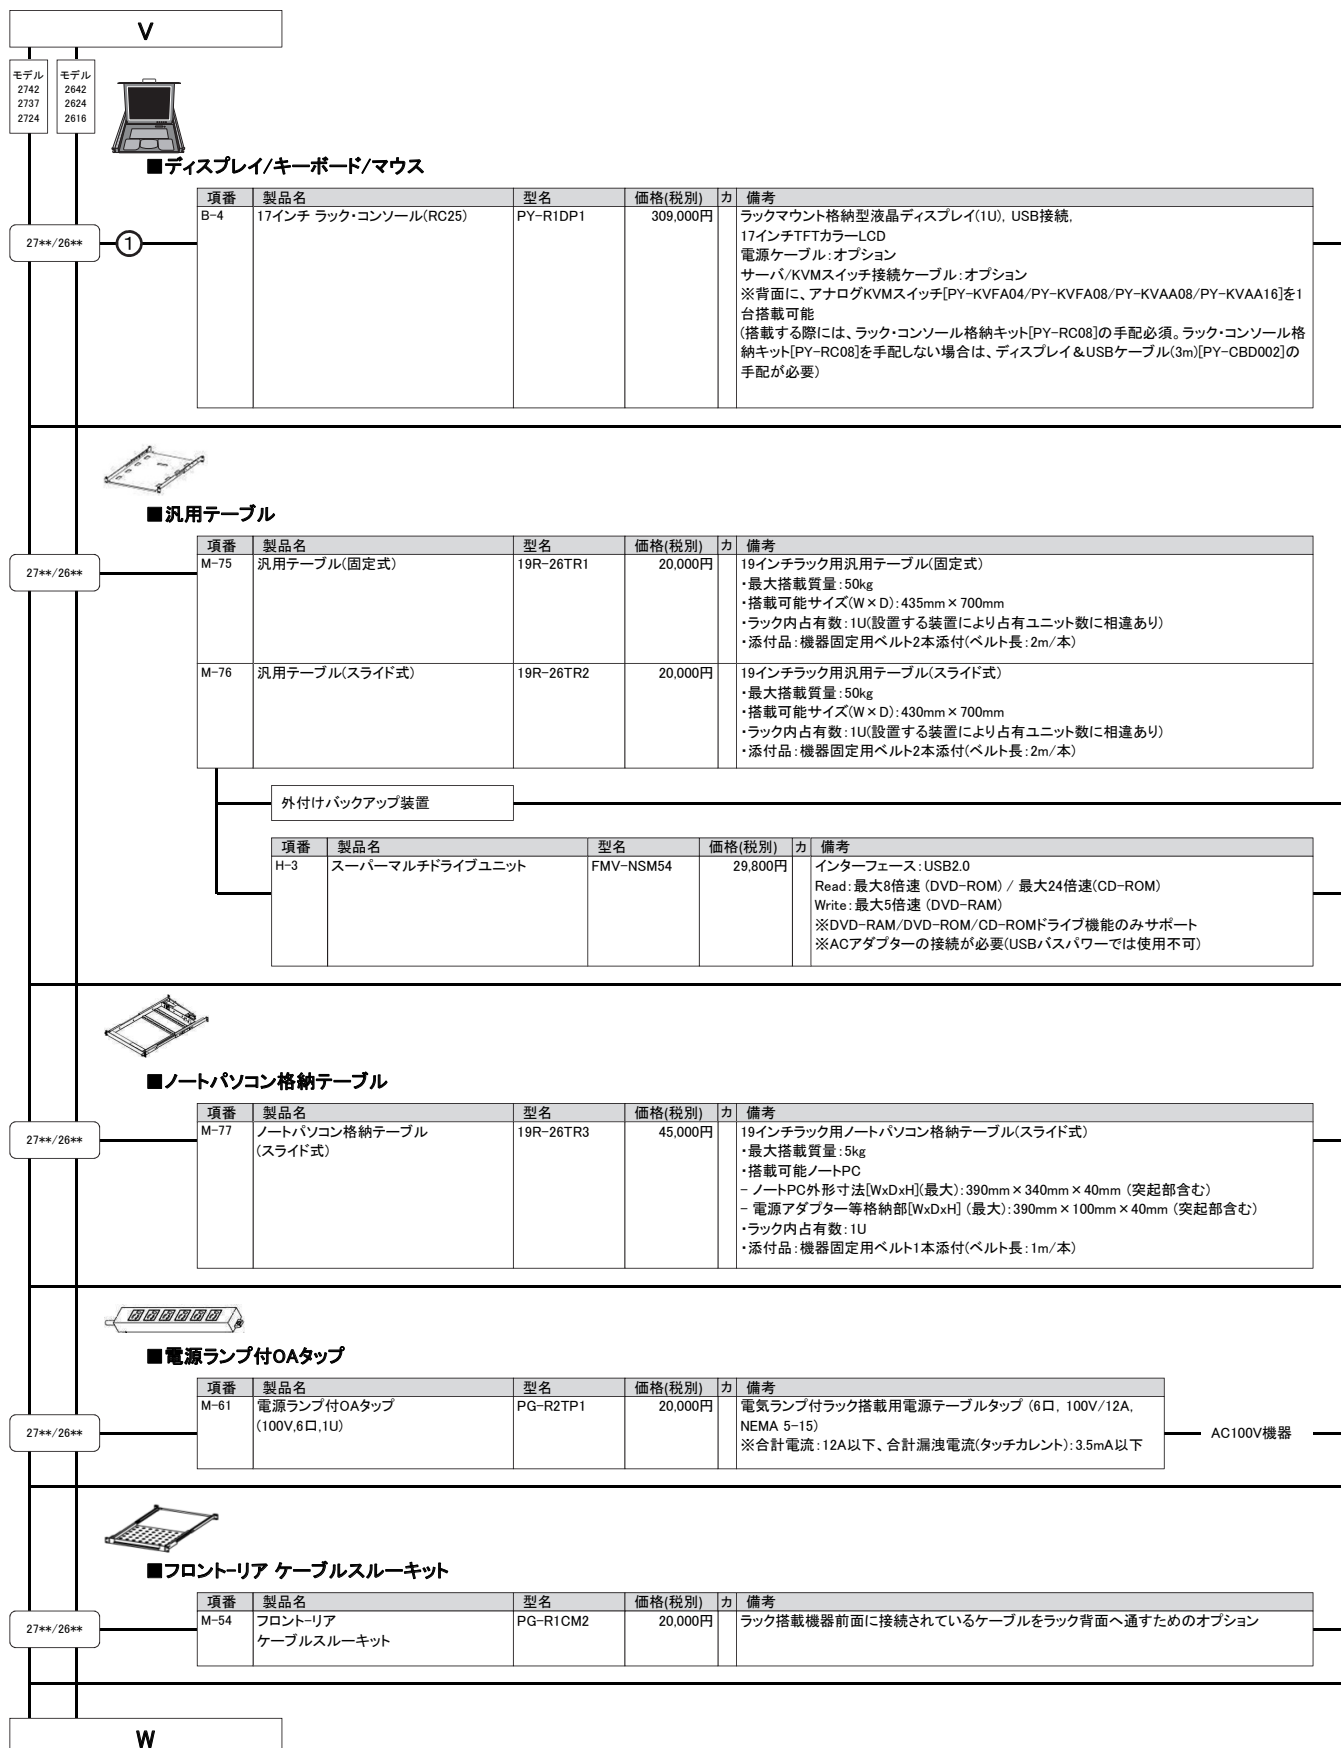 V
モデル
2742
2737
2724
モデル
2642
2624
2616
■ディスプレイ/キーボード/マウス
項番 製品名 型名 価格(税別) カ 備考
27**/26** ① B-4 17インチ ラック・コンソール(RC25) PY-R1DP1 309,000円 ラックマウント格納型液晶ディスプレイ(1U), USB接続,
17インチTFTカラーLCD
電源ケーブル:オプション
サーバ/KVMスイッチ接続ケーブル:オプション
※背面に、アナログKVMスイッチ[PY-KVFA04/PY-KVFA08/PY-KVAA08/PY-KVAA16]を1
台搭載可能
(搭載する際には、ラック・コンソール格納キット[PY-RC08]の手配必須。ラック・コンソール格
納キット[PY-RC08]を手配しない場合は、ディスプレイ&USBケーブル(3m)[PY-CBD002]の
手配が必要)
■汎用テーブル
項番 製品名 型名 価格(税別) カ 備考
27**/26** M-75 汎用テーブル(固定式) 19R-26TR1 20,000円 19インチラック用汎用テーブル(固定式)
・最大搭載質量:50kg
・搭載可能サイズ(W×D):435mm×700mm
・ラック内占有数:1U(設置する装置により占有ユニット数に相違あり)
・添付品:機器固定用ベルト2本添付(ベルト長:2m/本)
M-76 汎用テーブル(スライド式) 19R-26TR2 20,000円 19インチラック用汎用テーブル(スライド式)
・最大搭載質量:50kg
・搭載可能サイズ(W×D):430mm×700mm
・ラック内占有数:1U(設置する装置により占有ユニット数に相違あり)
・添付品:機器固定用ベルト2本添付(ベルト長:2m/本)
外付けバックアップ装置
項番 製品名 型名 価格(税別) カ 備考
H-3 スーパーマルチドライブユニット FMV-NSM54 29,800円 インターフェース:USB2.0
Read:最大8倍速 (DVD-ROM) / 最大24倍速(CD-ROM)
Write:最大5倍速 (DVD-RAM)
※DVD-RAM/DVD-ROM/CD-ROMドライブ機能のみサポート
※ACアダプターの接続が必要(USBバスパワーでは使用不可)
■ノートパソコン格納テーブル
項番 製品名 型名 価格(税別) カ 備考
27**/26** M-77 ノートパソコン格納テーブル 19R-26TR3 45,000円 19インチラック用ノートパソコン格納テーブル(スライド式)
(スライド式) ・最大搭載質量:5kg
・搭載可能ノートPC
- ノートPC外形寸法[WxDxH](最大):390mm×340mm×40mm (突起部含む)
- 電源アダプター等格納部[WxDxH] (最大):390mm×100mm×40mm (突起部含む)
・ラック内占有数:1U
・添付品:機器固定用ベルト1本添付(ベルト長:1m/本)
■電源ランプ付OAタップ
項番 製品名 型名 価格(税別) カ 備考
27**/26** M-61 電源ランプ付OAタップ PG-R2TP1 20,000円 電気ランプ付ラック搭載用電源テーブルタップ (6口, 100V/12A,
(100V,6口,1U) NEMA 5-15)
※合計電流:12A以下、合計漏洩電流(タッチカレント):3.5mA以下
AC100V機器
■フロント-リア ケーブルスルーキット
項番 製品名 型名 価格(税別) カ 備考
27**/26** M-54 フロント-リア PG-R1CM2 20,000円 ラック搭載機器前面に接続されているケーブルをラック背面へ通すためのオプション
ケーブルスルーキット
W